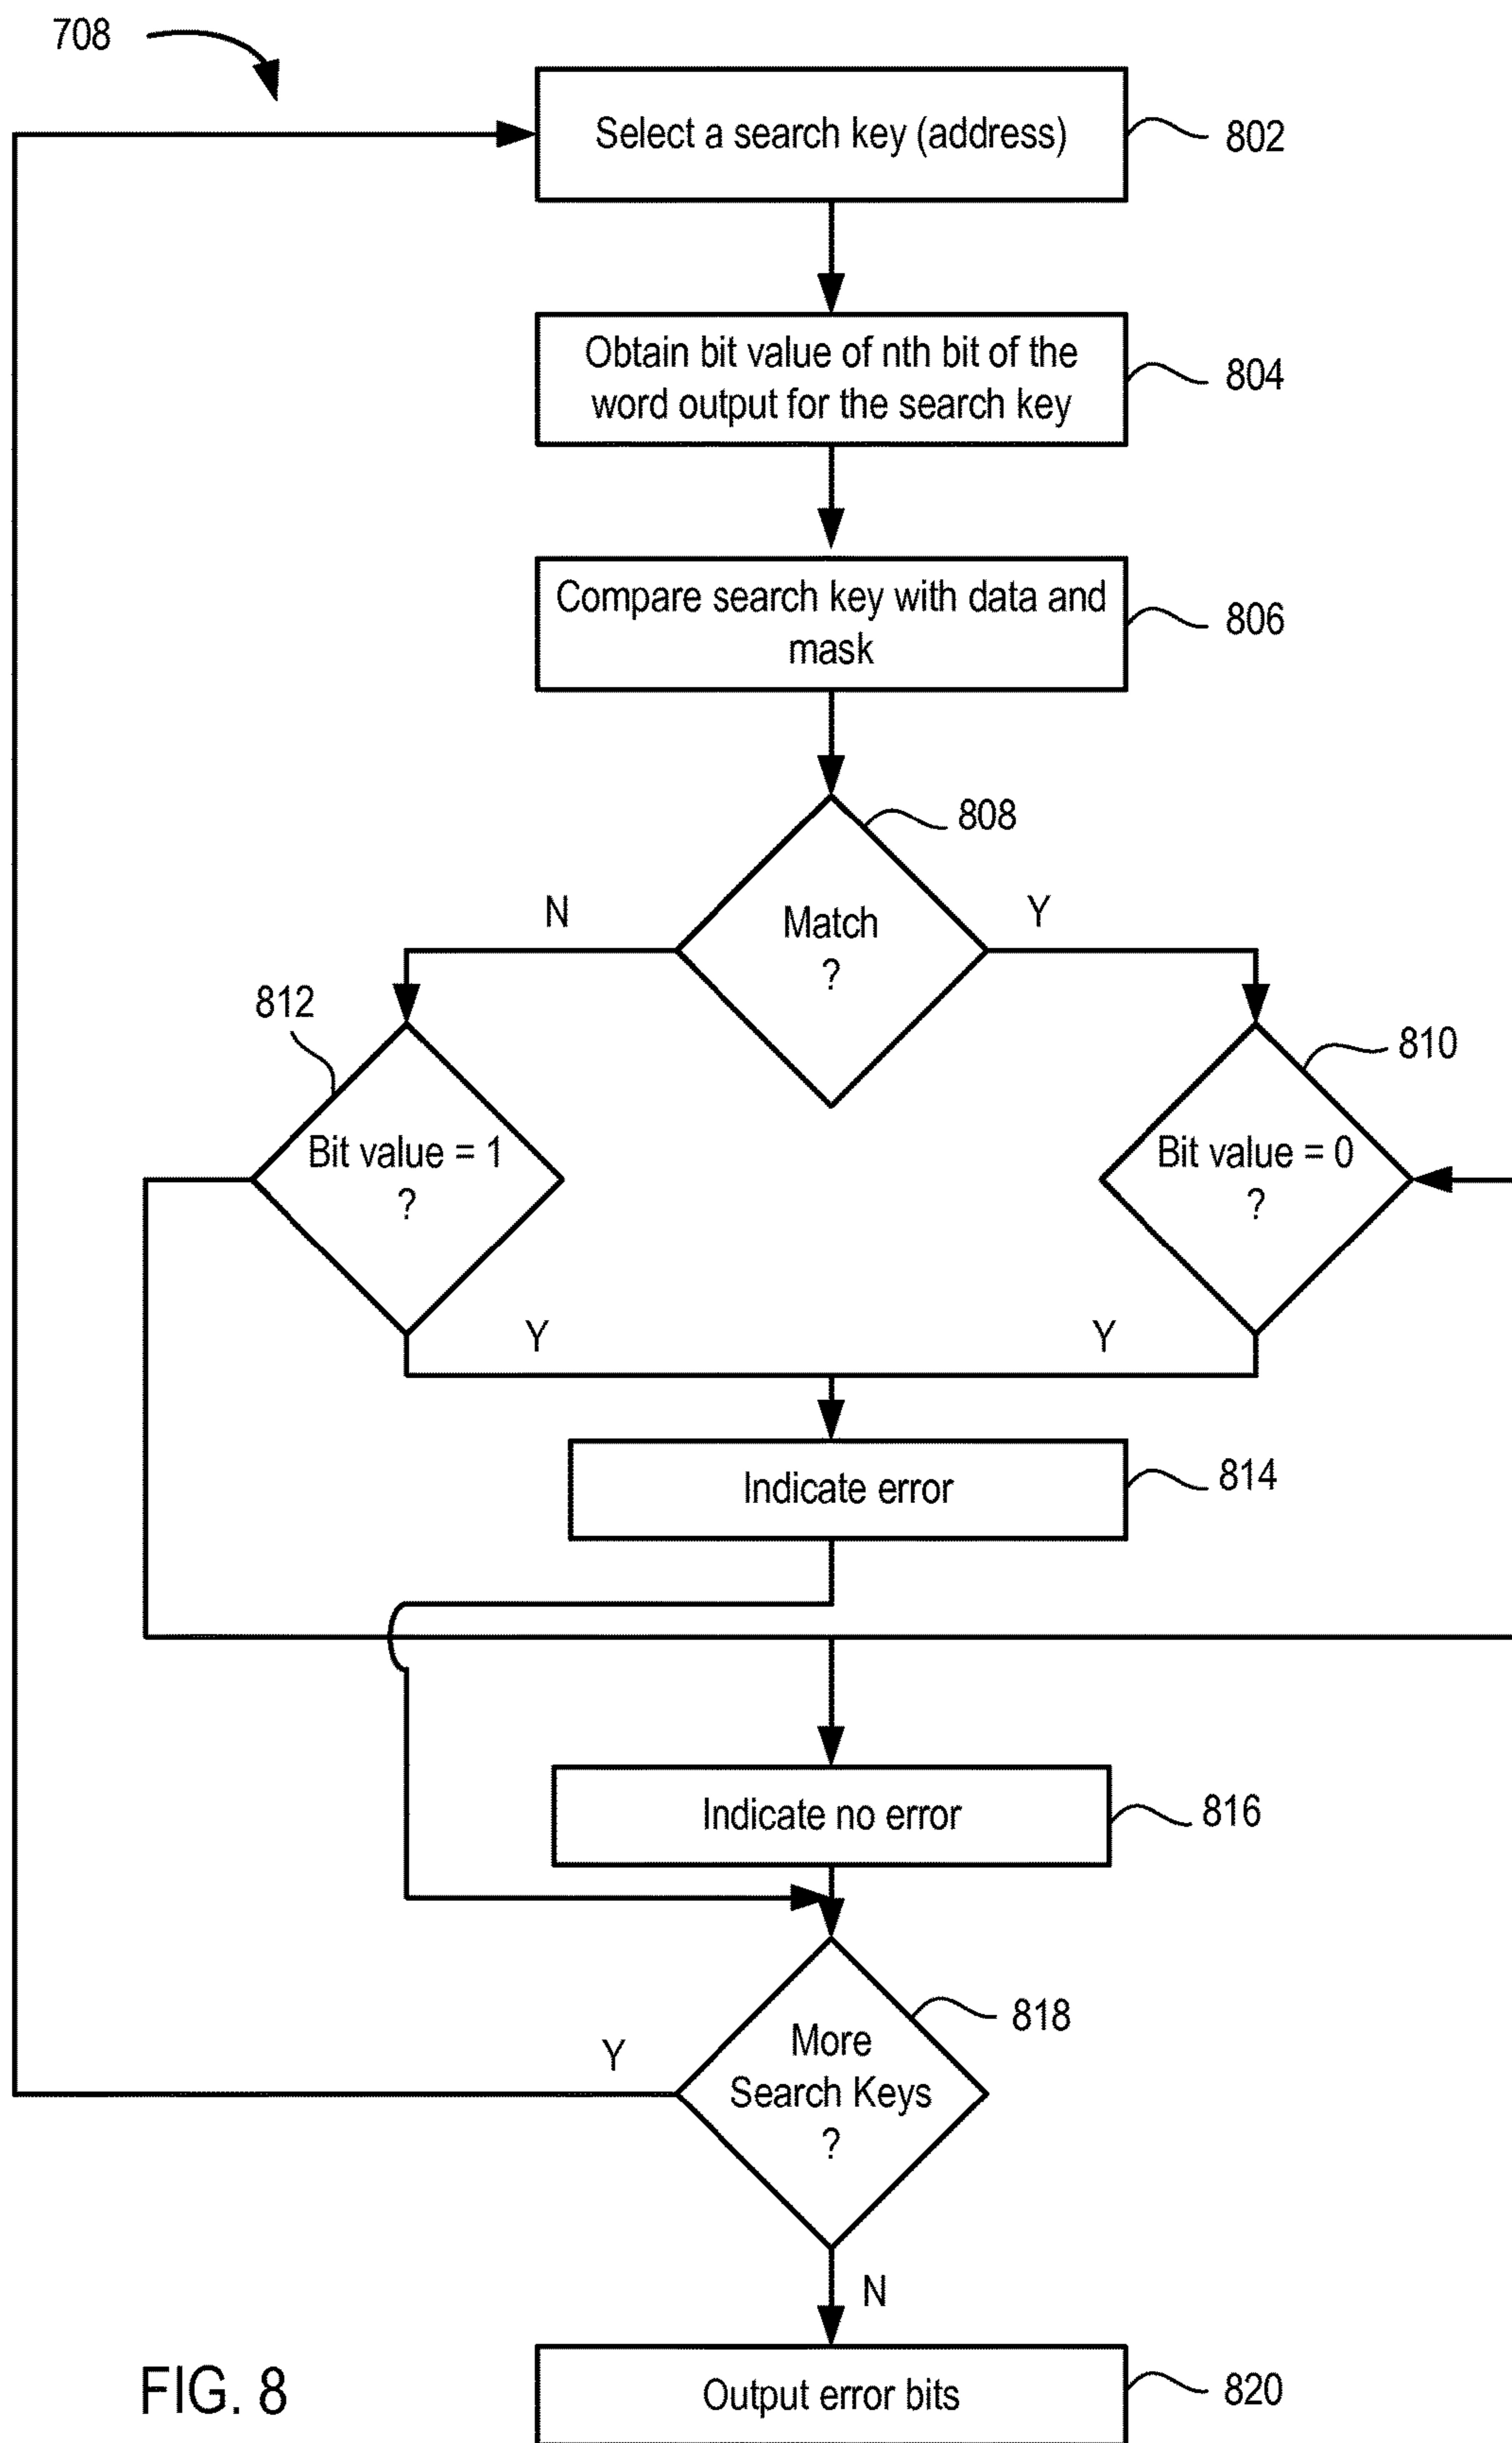 708
Select a search key (address)
802
Obtain bit value of nth bit of the
word output for the search key
804
Compare search key with data and
mask
806
808
Match
?
N
Y
812
Bit value = 1
?
810
Bit value = 0
?
Y
Y
Indicate error
814
Indicate no error
816
818
More
Search Keys
?
Y
N
Output error bits
820
FIG. 8